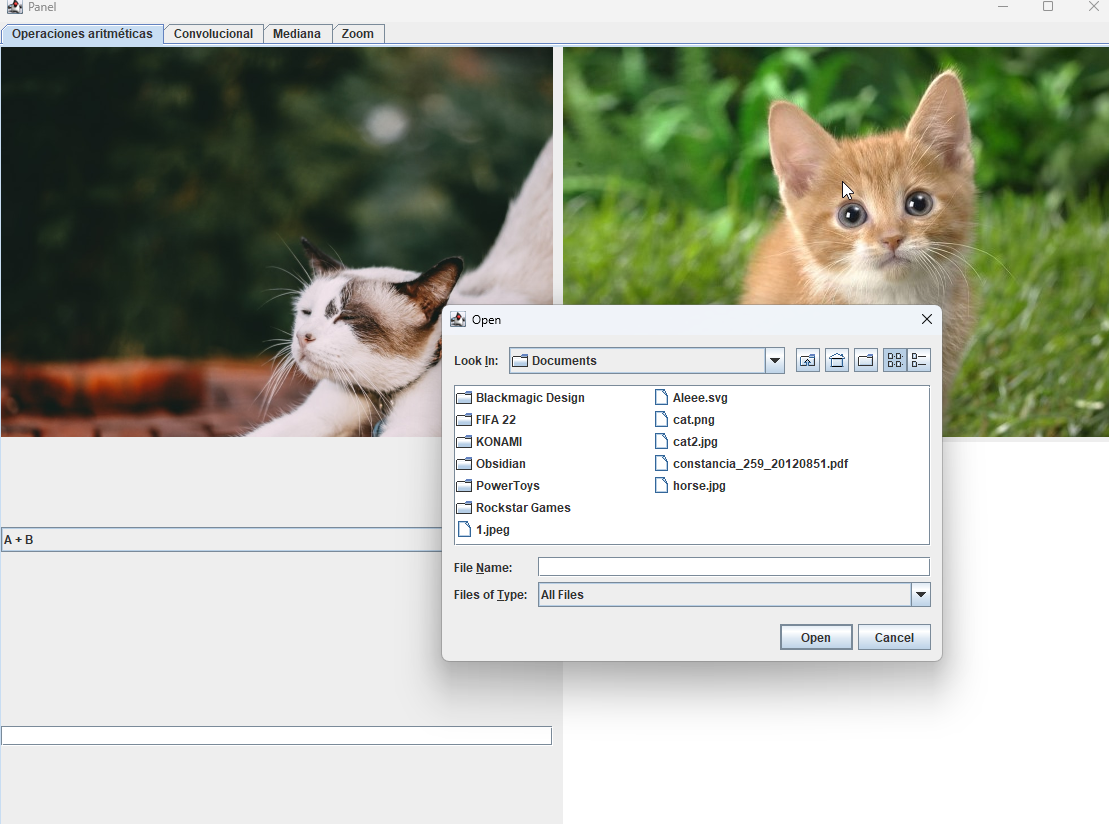 Panel
Operaciones aritméticas Convolucional Mediana Zoom
Open
Look In: Documents
Blackmagic Design
FIFA 22
KONAMI
Obsidian
PowerToys
Rockstar Games
1.jpeg
Aleee.svg
cat.png
cat2.jpg
constancia_259_20120851.pdf
horse.jpg
A + B
File Name:
Files of Type: All Files
Open Cancel